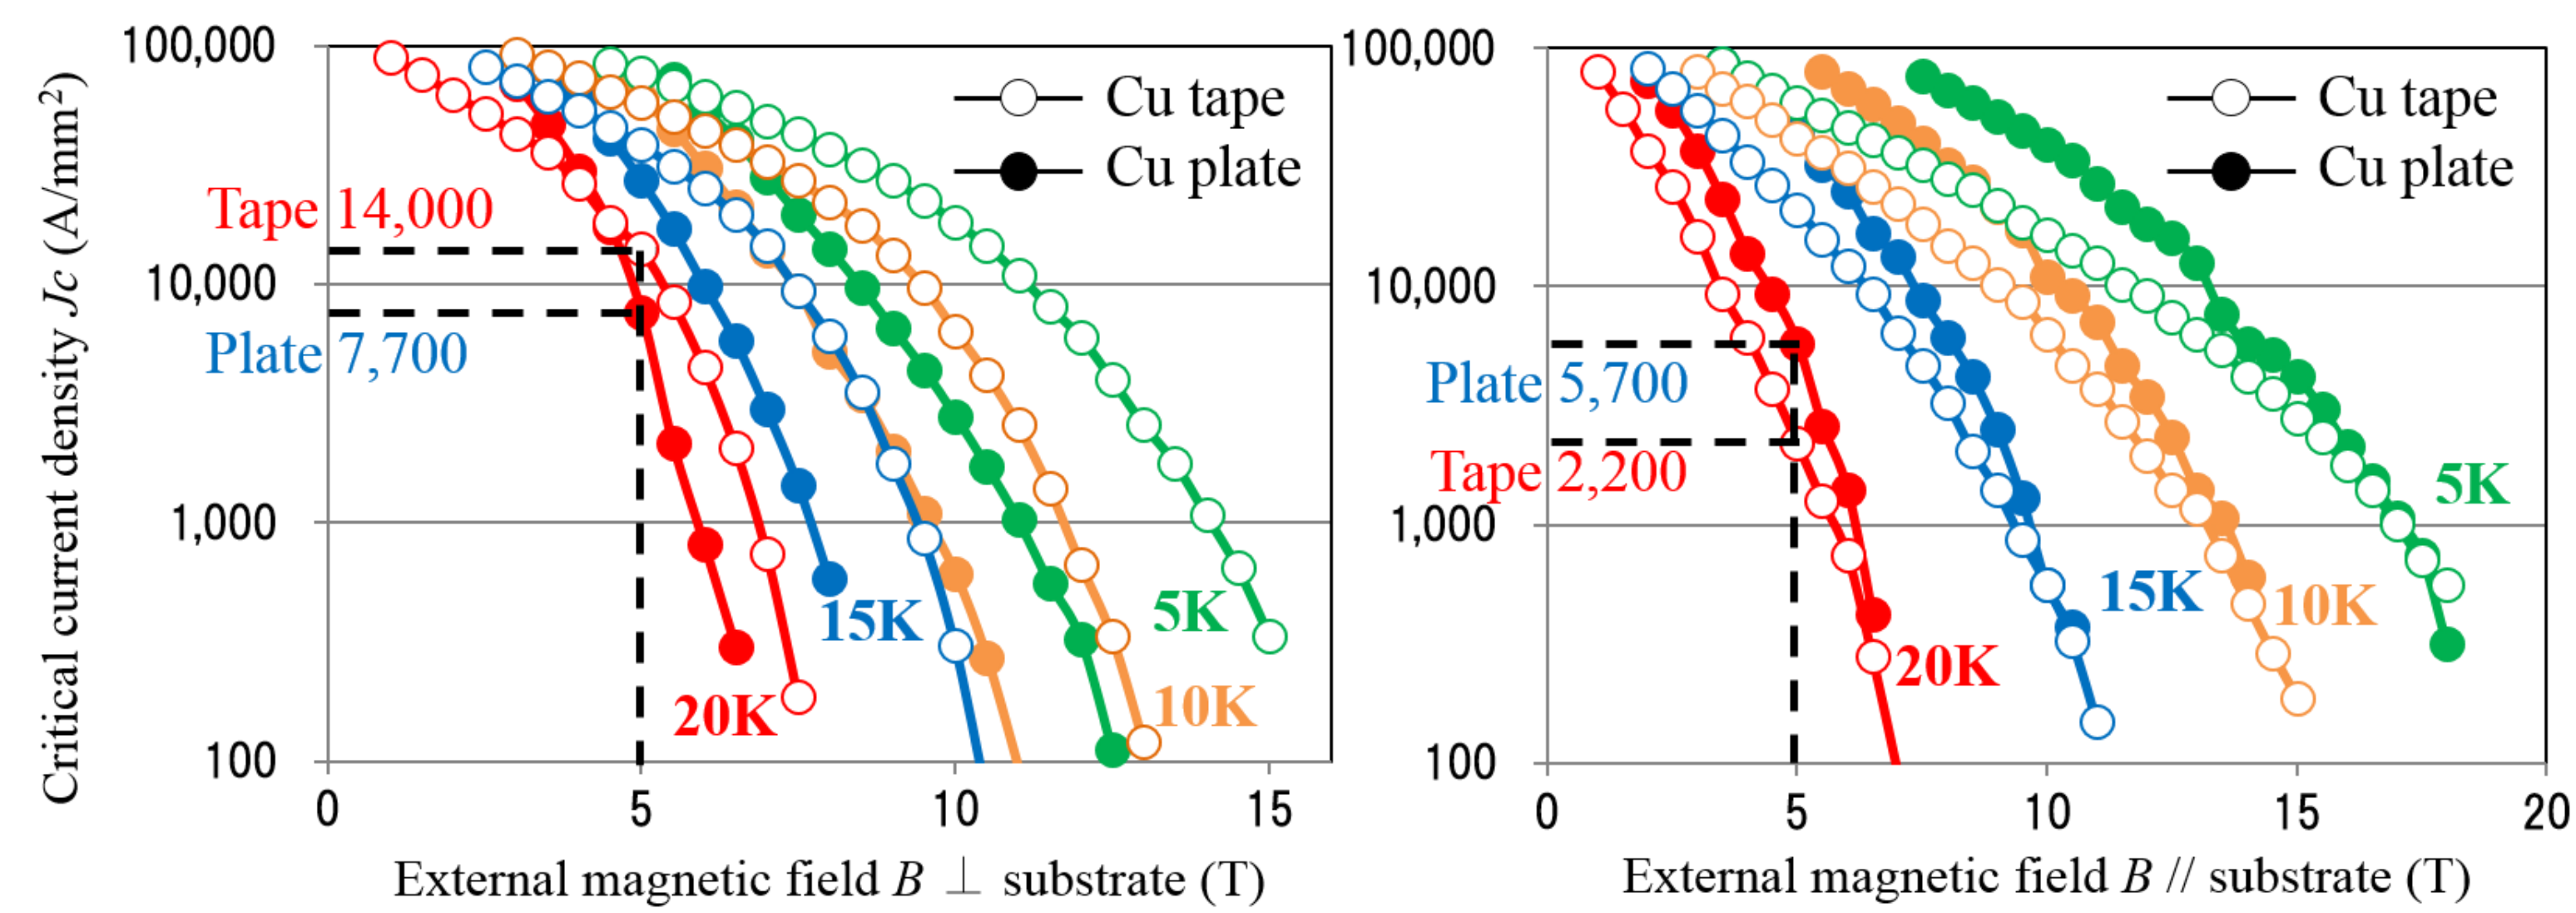 Critical current density Jc (A/mm²)
100,000
10,000
1,000
100
Cu tape
Cu plate
Tape 14,000
Plate 7,700
20K
15K
5K
10K
0 5 10 15
External magnetic field B ⊥ substrate (T)
100,000
10,000
1,000
100
Cu tape
Cu plate
Plate 5,700
Tape 2,200
5K
15K
10K
20K
0 5 10 15 20
External magnetic field B // substrate (T)